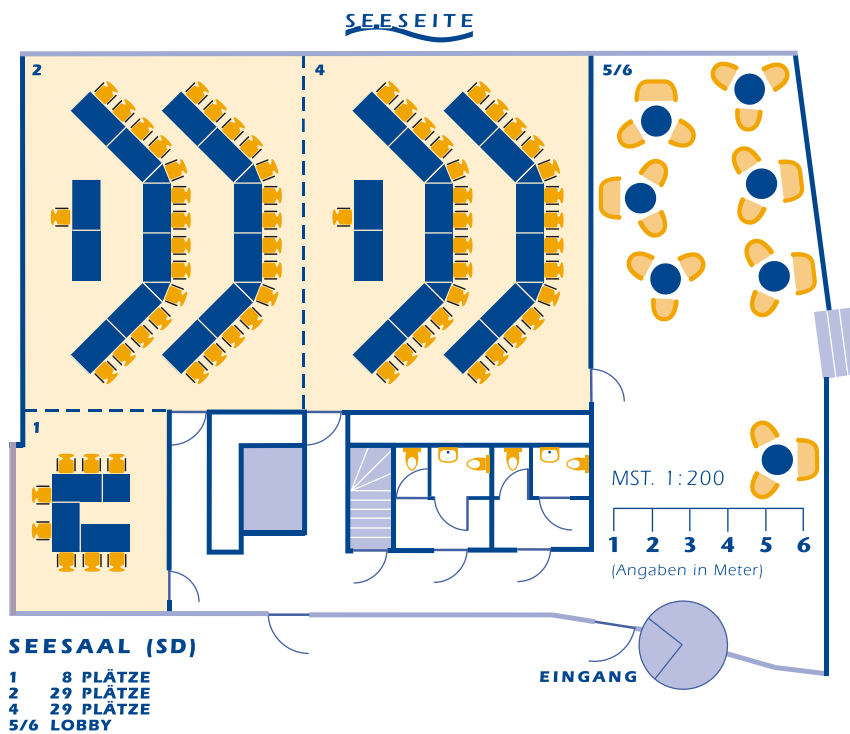 SEESEITE
2
4
5/6
1
MST. 1:200
1 2 3 4 5 6
(Angaben in Meter)
SEESAAL (SD)
EINGANG
1 8 PLÄTZE
2 29 PLÄTZE
4 29 PLÄTZE
5/6 LOBBY